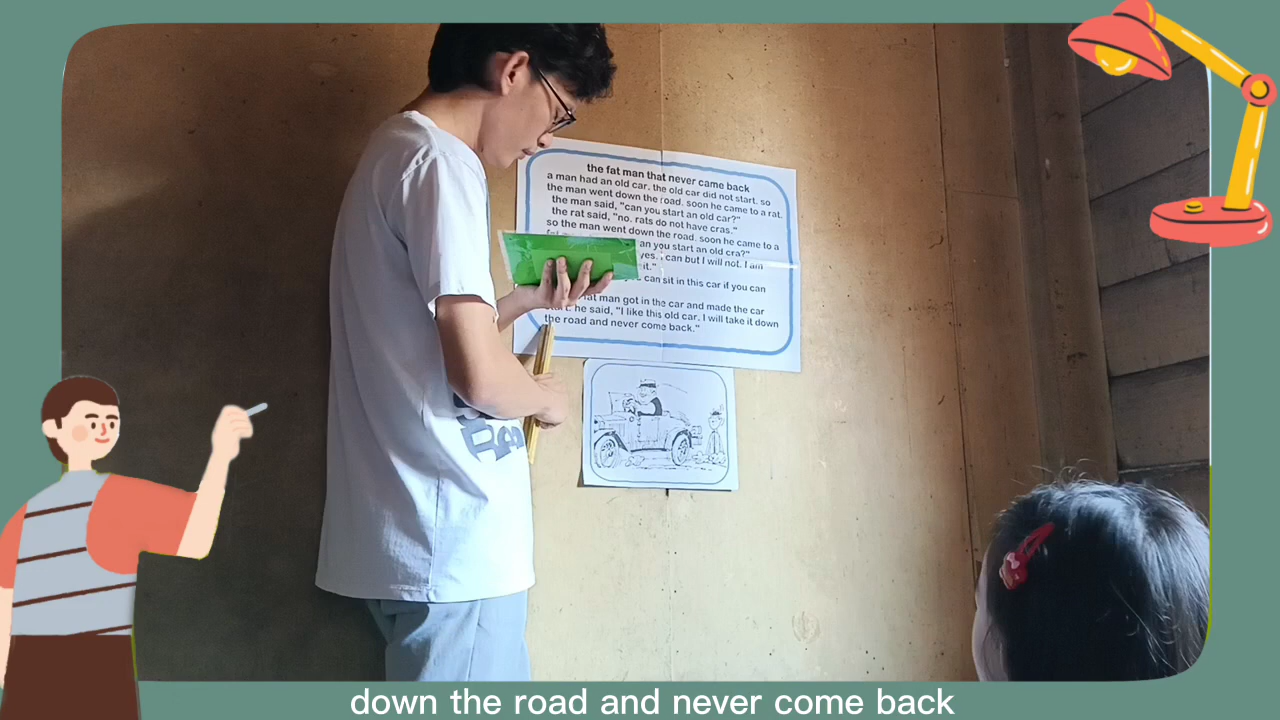 the fat man that never came back
a man had an old car. the old car did not start. so
the man went down the road. soon he came to a rat.
the man said, "can you start an old car?"
the rat said, "no. rats do not have cras."
so the man went down the road. soon he came to a
an you start an old cra?"
yes. i can but I will not. I am
it."
can sit in this car if you can
fat man got in the car and made the car
start. he said, "I like this old car. I will take it down
the road and never come back."
down the road and never come back